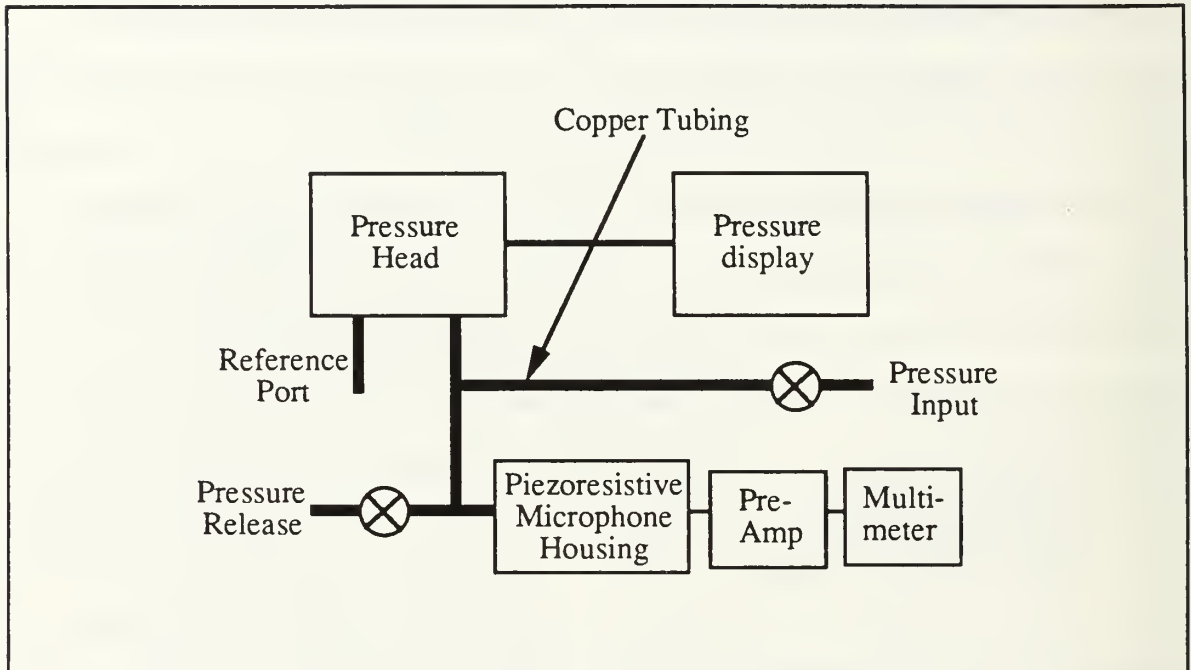 Copper Tubing
Pressure
Head
Pressure
display
Reference
Port
Pressure
Input
Pressure
Release
Piezoresistive
Microphone
Housing
Pre-
Amp
Multi-
meter